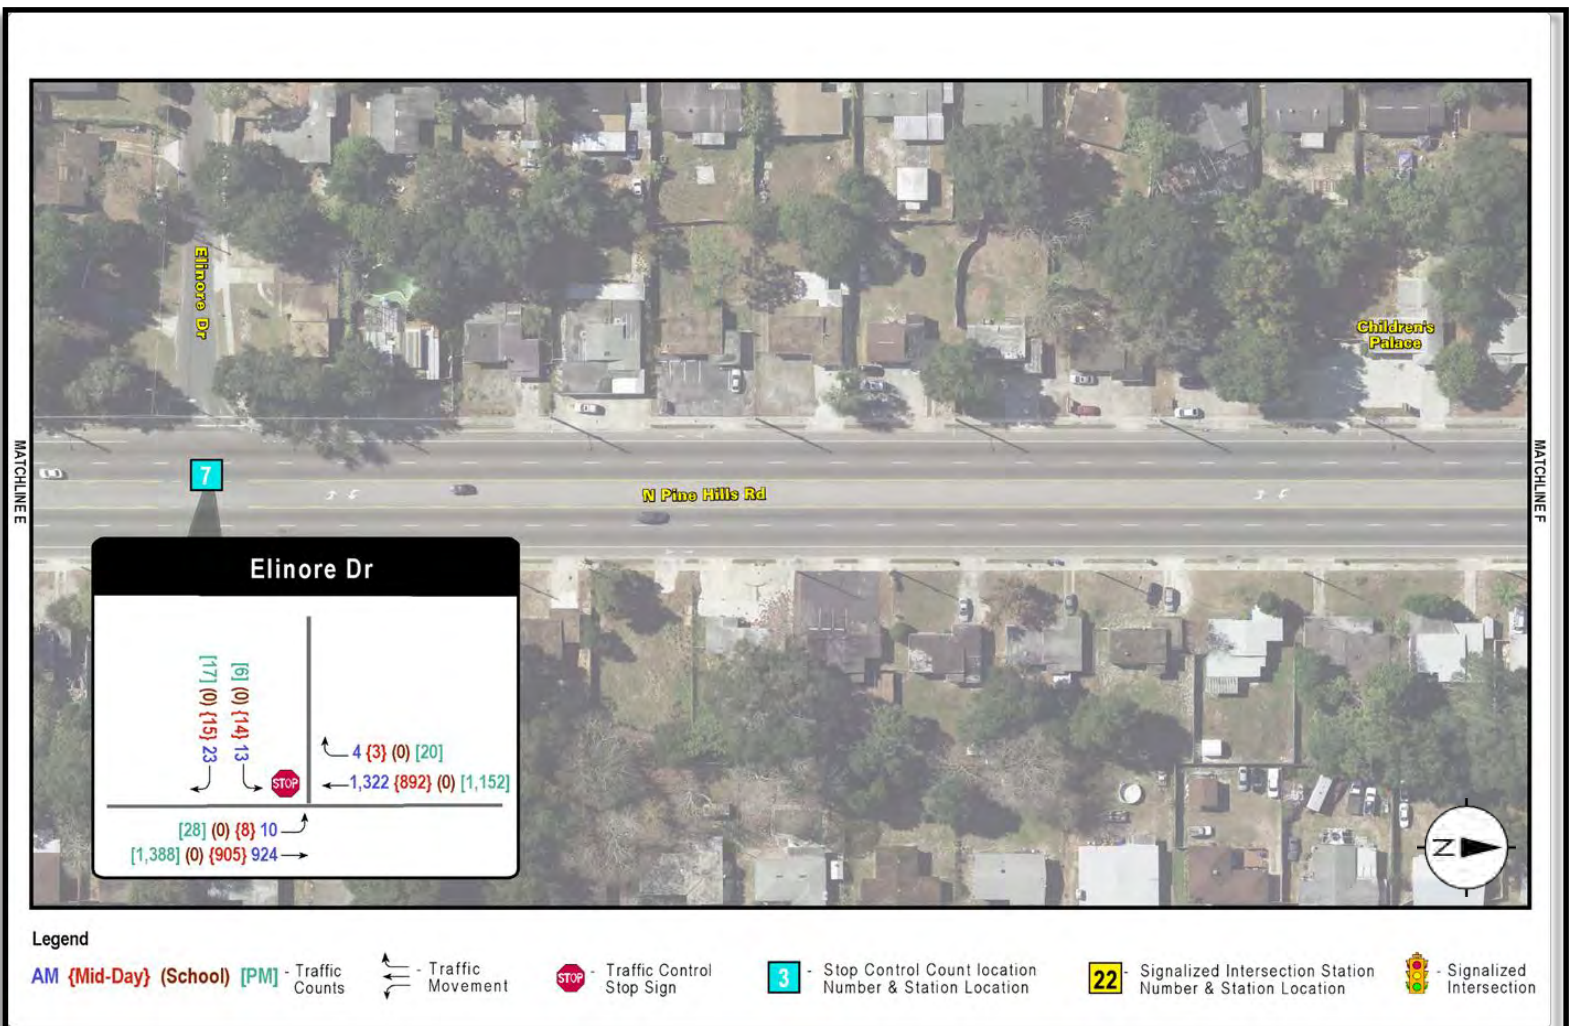 Elinore Dr
Children's
Palace
MATCHLINE E
MATCHLINE F
7
N Pine Hills Rd
Elinore Dr
[17] (0) {15} 23
[6] (0) {14} 13
STOP
4 {3} (0) [20]
1,322 {892} (0) [1,152]
[28] (0) {8} 10
[1,388] (0) {905} 924
N
Legend
AM {Mid-Day} (School) [PM] - Traffic
Counts
- Traffic
Movement
STOP - Traffic Control
Stop Sign
3 - Stop Control Count location
Number & Station Location
22 - Signalized Intersection Station
Number & Station Location
- Signalized
Intersection